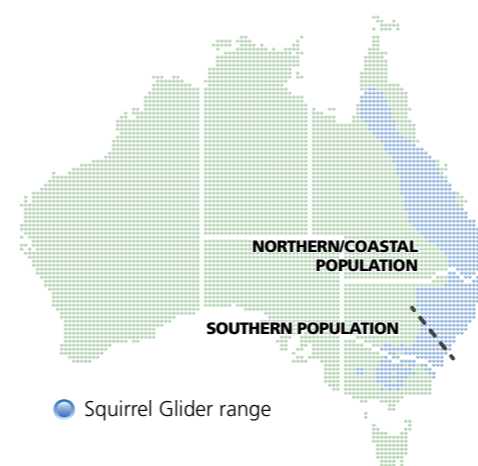 NORTHERN/COASTAL
POPULATION
SOUTHERN POPULATION
Squirrel Glider range